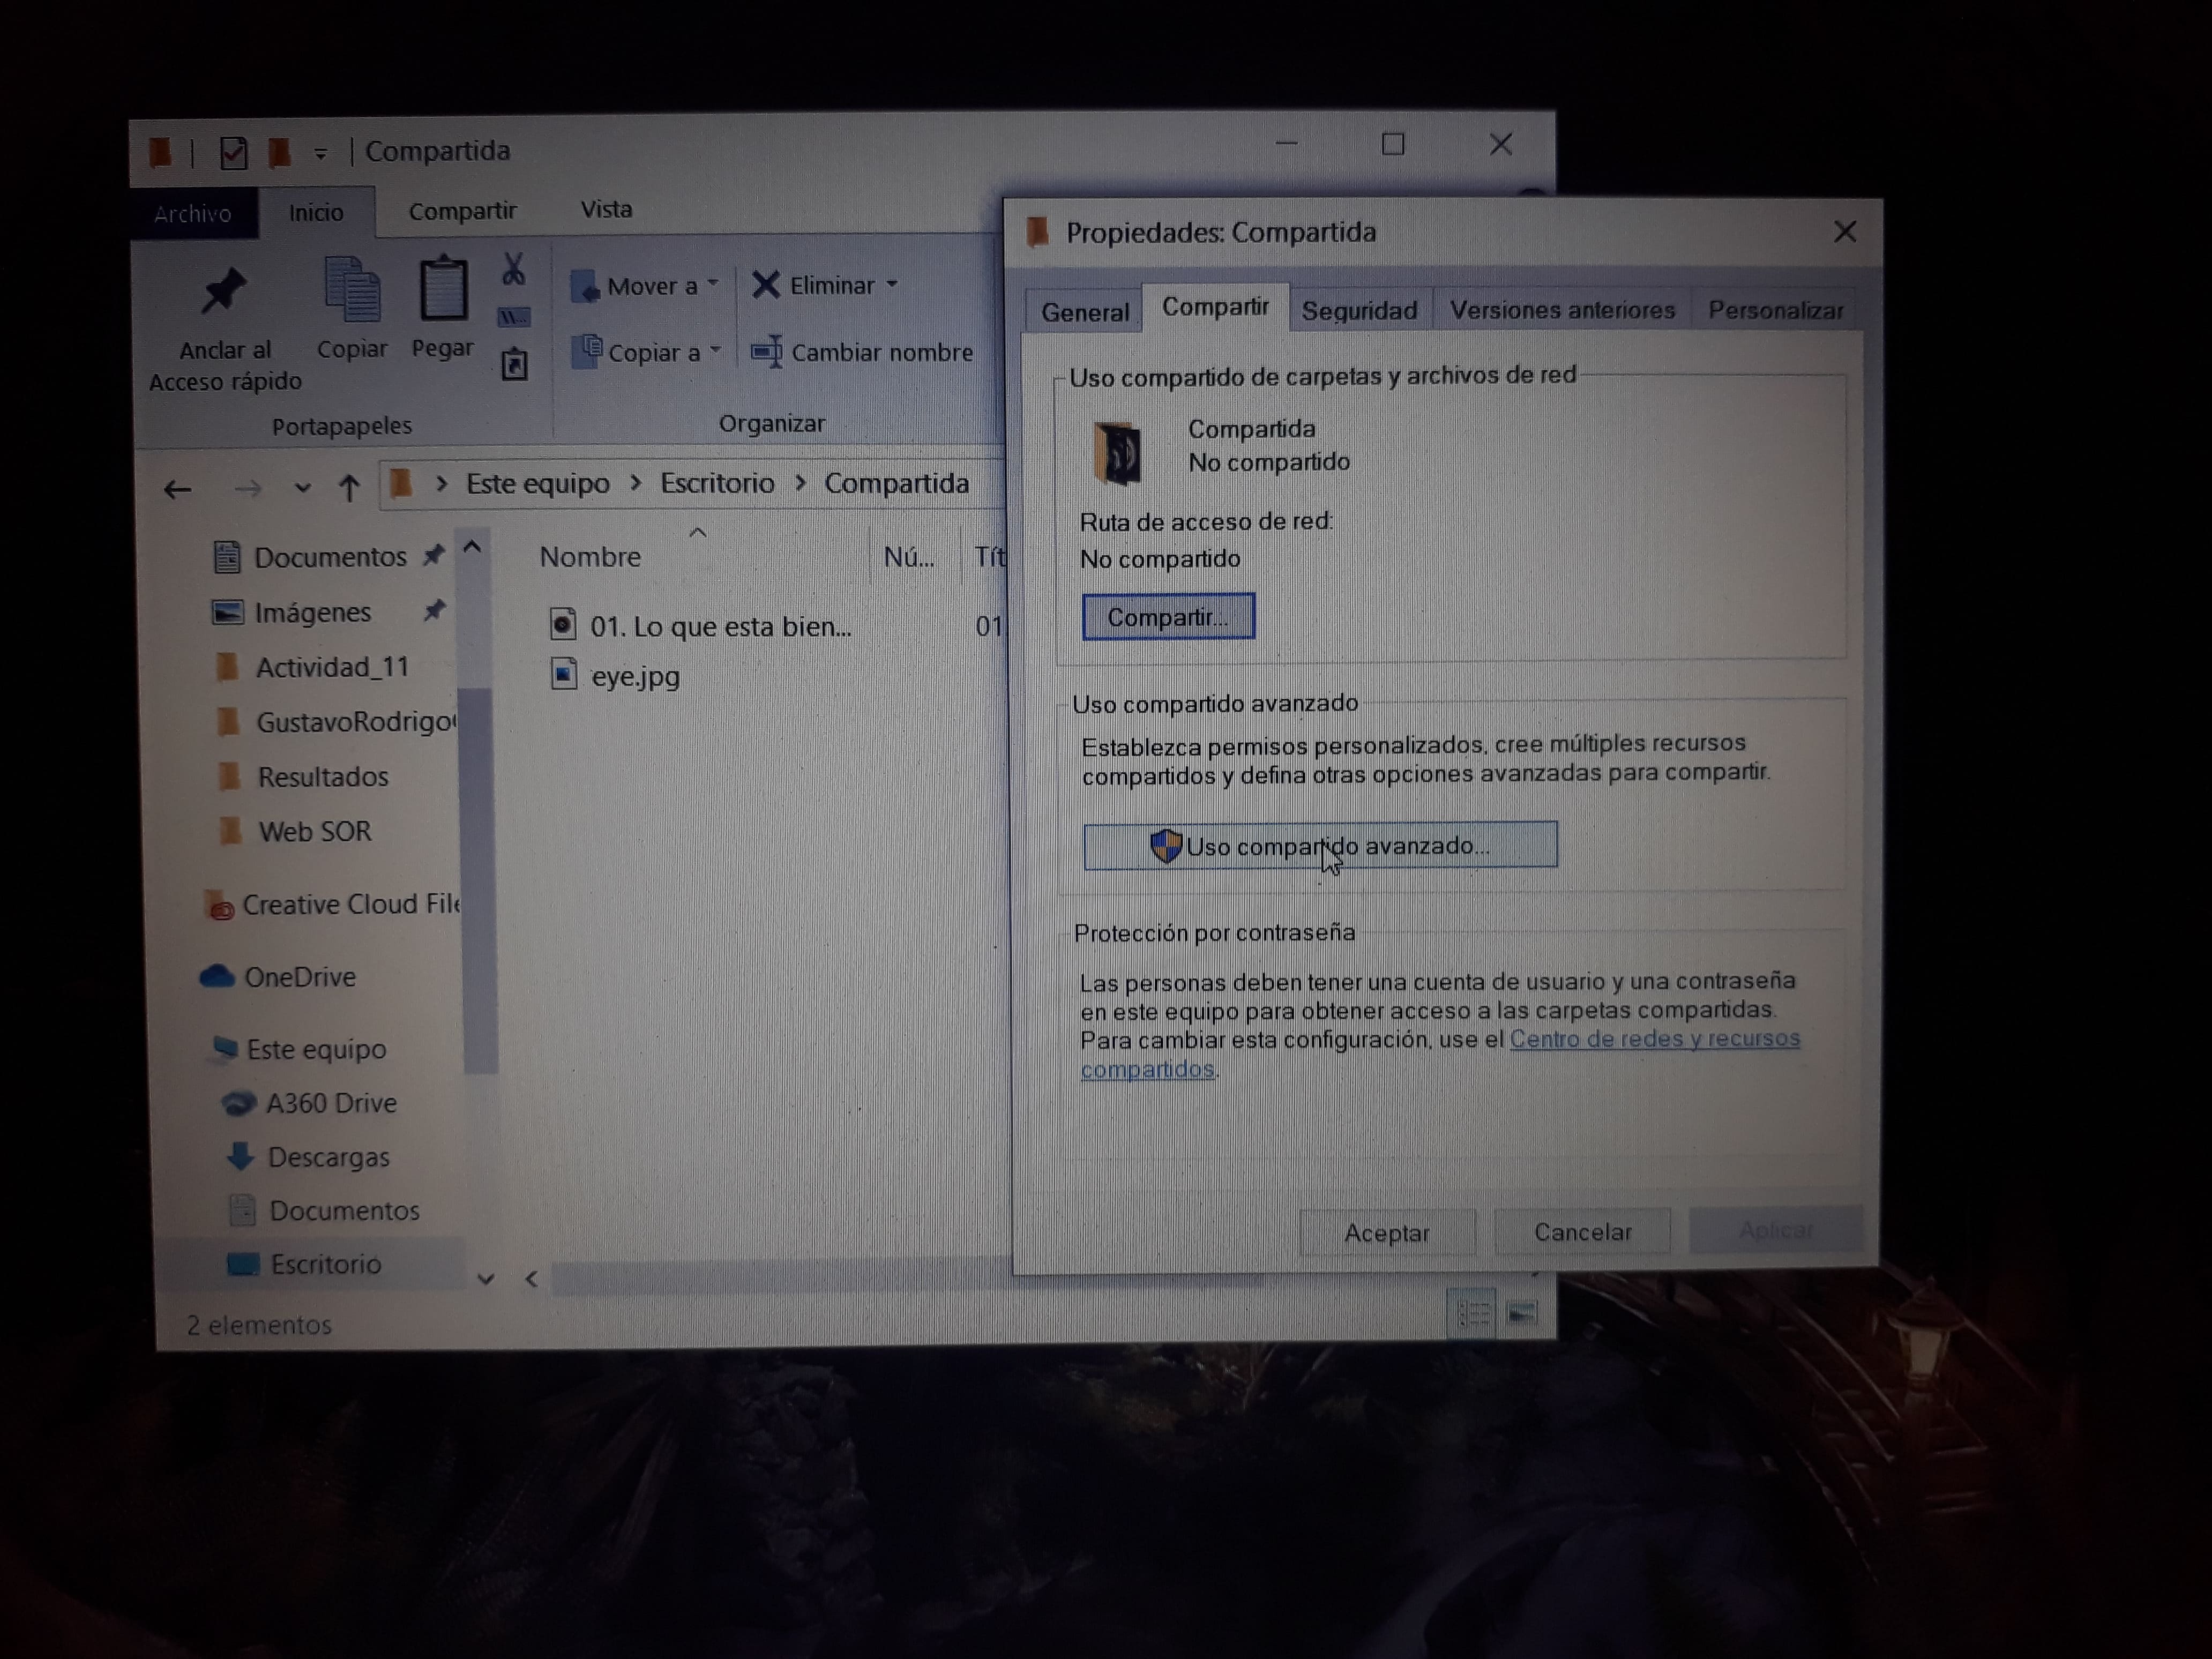 Compartida
Archivo
Inicio
Compartir
Vista
Anclar al
Acceso rápido
Copiar
Pegar
Mover a
Copiar a
Eliminar
Cambiar nombre
Portapapeles
Organizar
Este equipo > Escritorio > Compartida
Documentos
Imágenes
Actividad_11
GustavoRodrigo
Resultados
Web SOR
Creative Cloud File
OneDrive
Este equipo
A360 Drive
Descargas
Documentos
Escritorio
2 elementos
Nombre
Nú...
Tít
01. Lo que esta bien...
01
eye.jpg
Propiedades: Compartida
General
Compartir
Seguridad
Versiones anteriores
Personalizar
Uso compartido de carpetas y archivos de red
Compartida
No compartido
Ruta de acceso de red:
No compartido
Compartir...
Uso compartido avanzado
Establezca permisos personalizados, cree múltiples recursos
compartidos y defina otras opciones avanzadas para compartir.
Uso compartido avanzado...
Protección por contraseña
Las personas deben tener una cuenta de usuario y una contraseña
en este equipo para obtener acceso a las carpetas compartidas.
Para cambiar esta configuración, use el Centro de redes y recursos
compartidos.
Aceptar
Cancelar
Aplicar